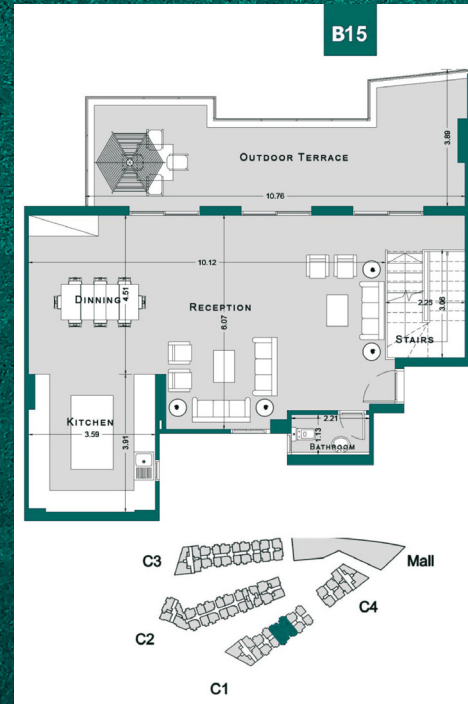 B15
OUTDOOR TERRACE
3.89
10.76
10.12
DINNING
4.51
RECEPTION
6.07
2.25
3.06
STAIRS
KITCHEN
3.59
3.91
2.21
1.13
BATHROOM
C3
Mall
C4
C2
C1